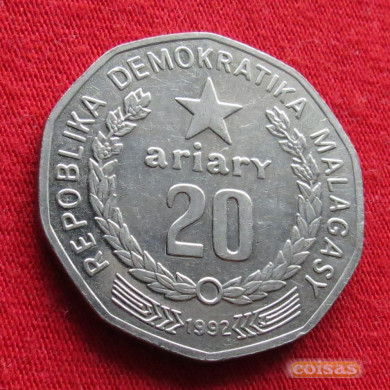 REPOBLIKA DEMOKRATIKA MALAGASY
ariary
20
1992
coisas